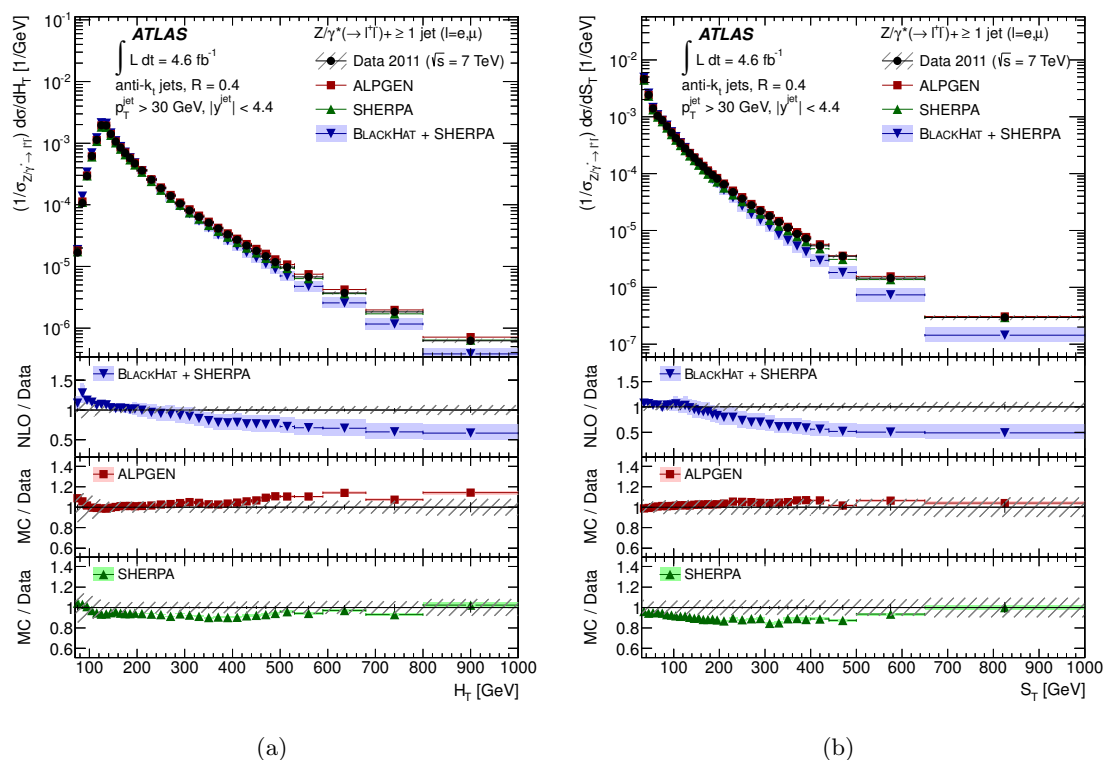 ATLAS
∫ L dt = 4.6 fb⁻¹
anti-kₜ jets, R = 0.4
p_T^jet > 30 GeV, |y^jet| < 4.4
Z/γ*(→ l⁺l⁻)+ ≥ 1 jet (l=e,μ)
Data 2011 (√s = 7 TeV)
ALPGEN
SHERPA
BLACKHAT + SHERPA
(1/σ_{Z/γ*→ l⁺l⁻}) dσ/dH_T [1/GeV]
10⁻¹
10⁻²
10⁻³
10⁻⁴
10⁻⁵
10⁻⁶
NLO / Data
1.5
1
0.5
BLACKHAT + SHERPA
MC / Data
1.4
1.2
1
0.8
0.6
ALPGEN
MC / Data
1.4
1.2
1
0.8
0.6
SHERPA
100 200 300 400 500 600 700 800 900 1000
H_T [GeV]
(a)
ATLAS
∫ L dt = 4.6 fb⁻¹
anti-kₜ jets, R = 0.4
p_T^jet > 30 GeV, |y^jet| < 4.4
Z/γ*(→ l⁺l⁻)+ ≥ 1 jet (l=e,μ)
Data 2011 (√s = 7 TeV)
ALPGEN
SHERPA
BLACKHAT + SHERPA
(1/σ_{Z/γ*→ l⁺l⁻}) dσ/dS_T [1/GeV]
10⁻¹
10⁻²
10⁻³
10⁻⁴
10⁻⁵
10⁻⁶
10⁻⁷
NLO / Data
1.5
1
0.5
BLACKHAT + SHERPA
MC / Data
1.4
1.2
1
0.8
0.6
ALPGEN
MC / Data
1.4
1.2
1
0.8
0.6
SHERPA
100 200 300 400 500 600 700 800 900 1000
S_T [GeV]
(b)